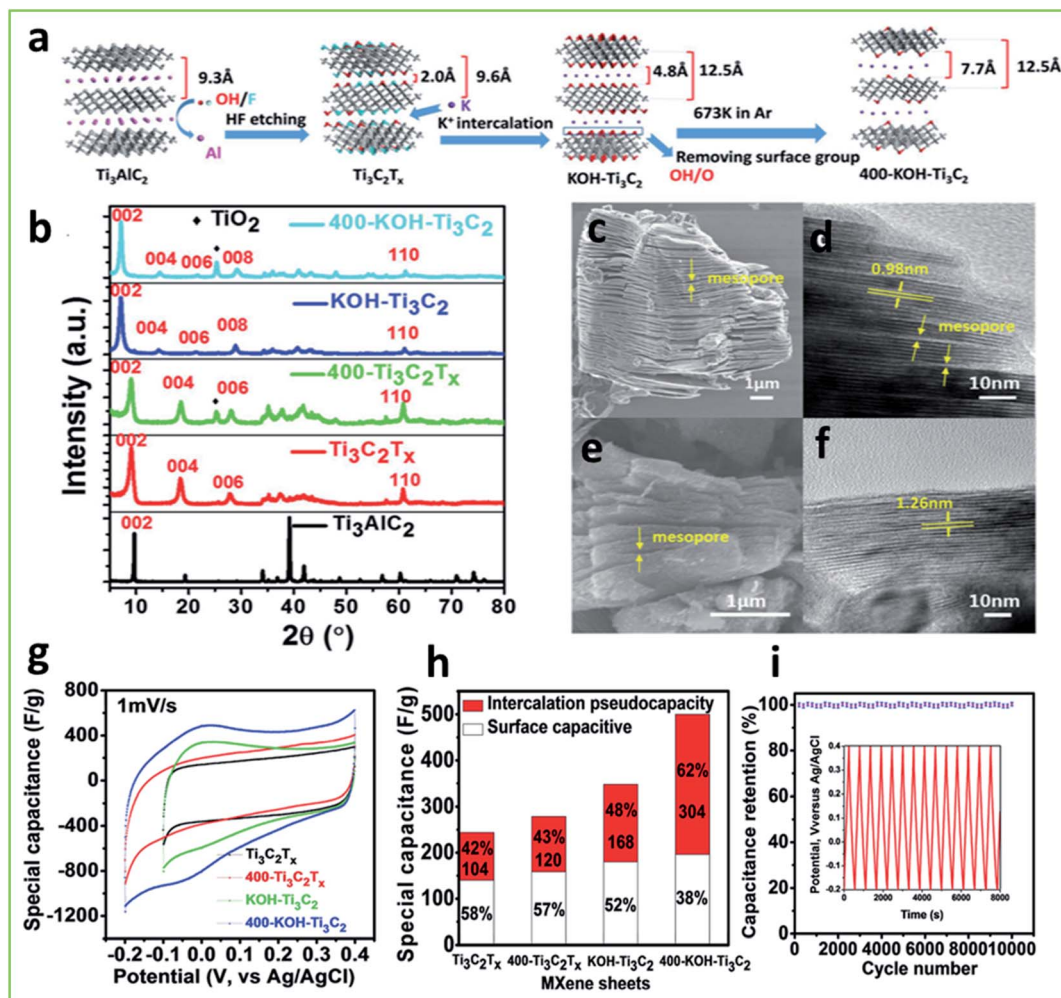 a
9.3Å
OH/F
HF etching
Al
Ti₃AlC₂
2.0Å
9.6Å
K
K⁺ intercalation
Ti₃C₂Tₓ
4.8Å
12.5Å
673K in Ar
Removing surface group
OH/O
KOH-Ti₃C₂
7.7Å
12.5Å
400-KOH-Ti₃C₂
b
002
♦ TiO₂
400-KOH-Ti₃C₂
004
006
008
110
002
KOH-Ti₃C₂
004
006
008
110
002
400-Ti₃C₂Tₓ
004
006
110
002
Ti₃C₂Tₓ
004
006
110
002
Ti₃AlC₂
Intensity (a.u.)
10 20 30 40 50 60 70 80
2θ (°)
c
mesopore
1μm
d
0.98nm
mesopore
10nm
e
mesopore
1μm
f
1.26nm
10nm
g
1mV/s
Special capacitance (F/g)
800
400
0
-400
-800
-1200
Ti₃C₂Tₓ
400-Ti₃C₂Tₓ
KOH-Ti₃C₂
400-KOH-Ti₃C₂
-0.2 -0.1 0.0 0.1 0.2 0.3 0.4
Potential (V, vs Ag/AgCl)
h
Special capacitance (F/g)
Intercalation pseudocapacity
Surface capacitive
500
400
300
200
100
0
42%
104
58%
43%
120
57%
48%
168
52%
62%
304
38%
Ti₃C₂Tₓ 400-Ti₃C₂Tₓ KOH-Ti₃C₂ 400-KOH-Ti₃C₂
MXene sheets
i
Capacitance retention (%)
100
80
60
40
20
0
Potential, Vversus Ag/AgCl
0.4
0.3
0.2
0.1
0.0
-0.1
-0.2
0 2000 4000 6000 8000
Time (s)
0 2000 4000 6000 8000 10000
Cycle number